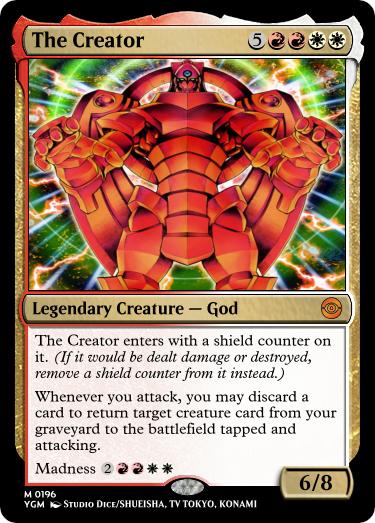 The Creator 5
Legendary Creature — God
The Creator enters with a shield counter on
it. (If it would be dealt damage or destroyed,
remove a shield counter from it instead.)
Whenever you attack, you may discard a
card to return target creature card from your
graveyard to the battlefield tapped and
attacking.
Madness 2
6/8
M 0196
YGM Studio Dice/SHUEISHA, TV TOKYO, KONAMI